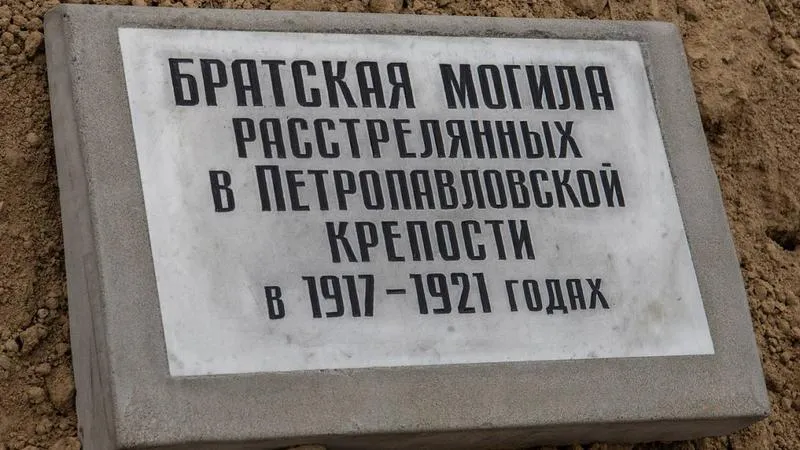 БРАТСКАЯ МОГИЛА
РАССТРЕЛЯННЫХ
в ПЕТРОПАВЛОВСКОЙ
КРЕПОСТИ
в 1917 – 1921 годах